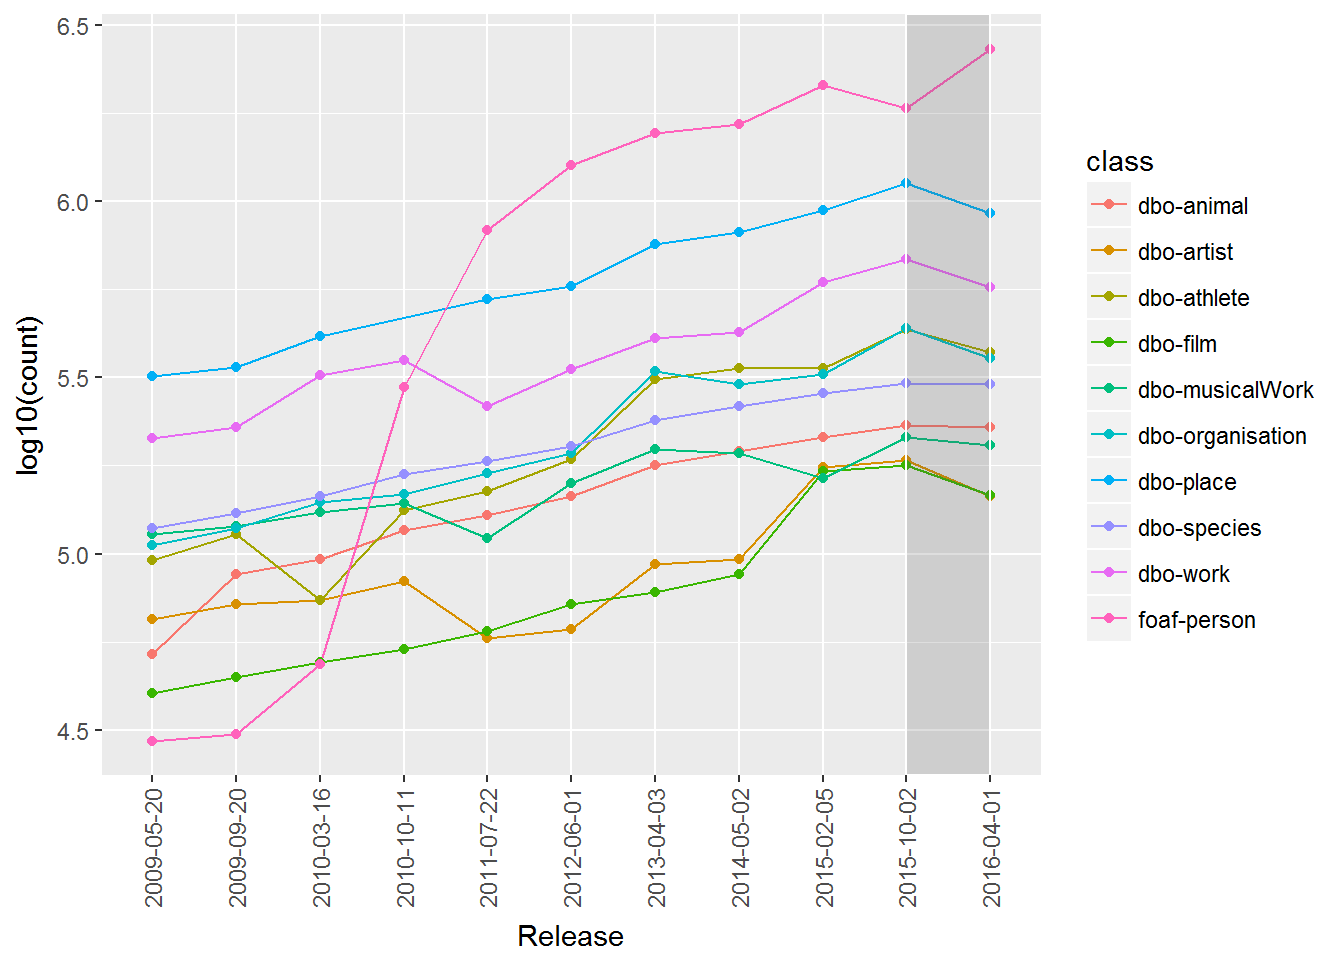 log10(count)
6.5
6.0
5.5
5.0
4.5
2009-05-20
2009-09-20
2010-03-16
2010-10-11
2011-07-22
2012-06-01
2013-04-03
2014-05-02
2015-02-05
2015-10-02
2016-04-01
Release
class
dbo-animal
dbo-artist
dbo-athlete
dbo-film
dbo-musicalWork
dbo-organisation
dbo-place
dbo-species
dbo-work
foaf-person